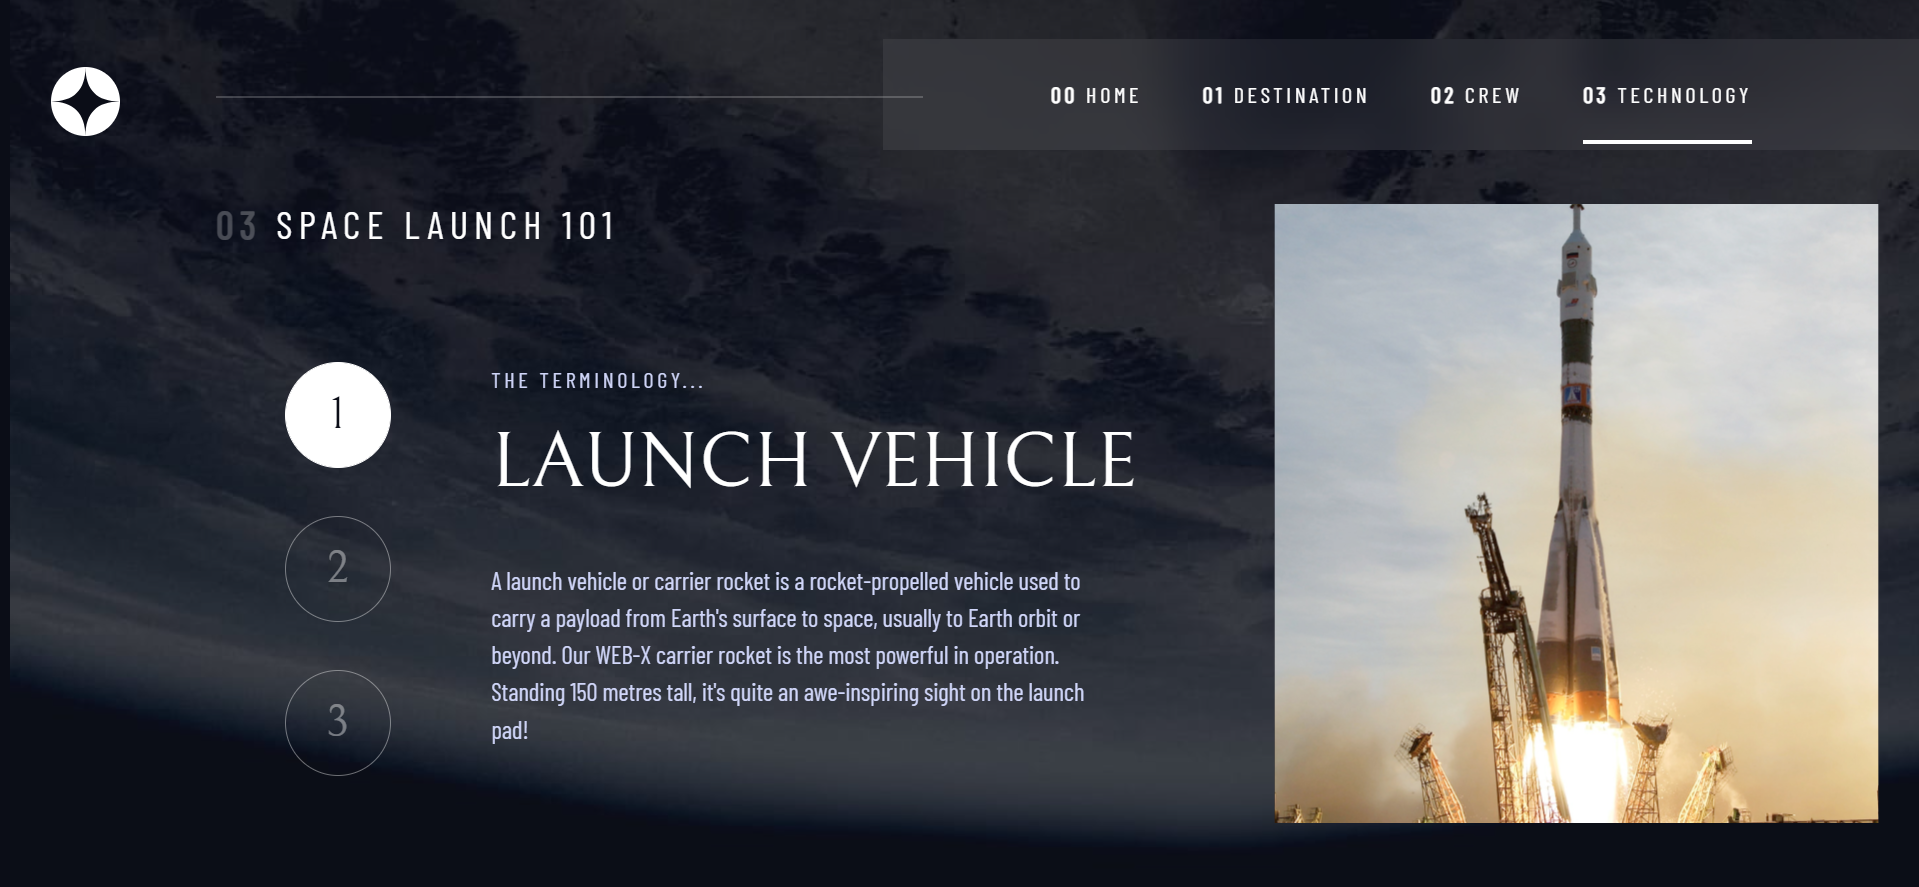 00 HOME 01 DESTINATION 02 CREW 03 TECHNOLOGY
03 SPACE LAUNCH 101
1
THE TERMINOLOGY...
LAUNCH VEHICLE
2
A launch vehicle or carrier rocket is a rocket-propelled vehicle used to
carry a payload from Earth's surface to space, usually to Earth orbit or
beyond. Our WEB-X carrier rocket is the most powerful in operation.
Standing 150 metres tall, it's quite an awe-inspiring sight on the launch
pad!
3